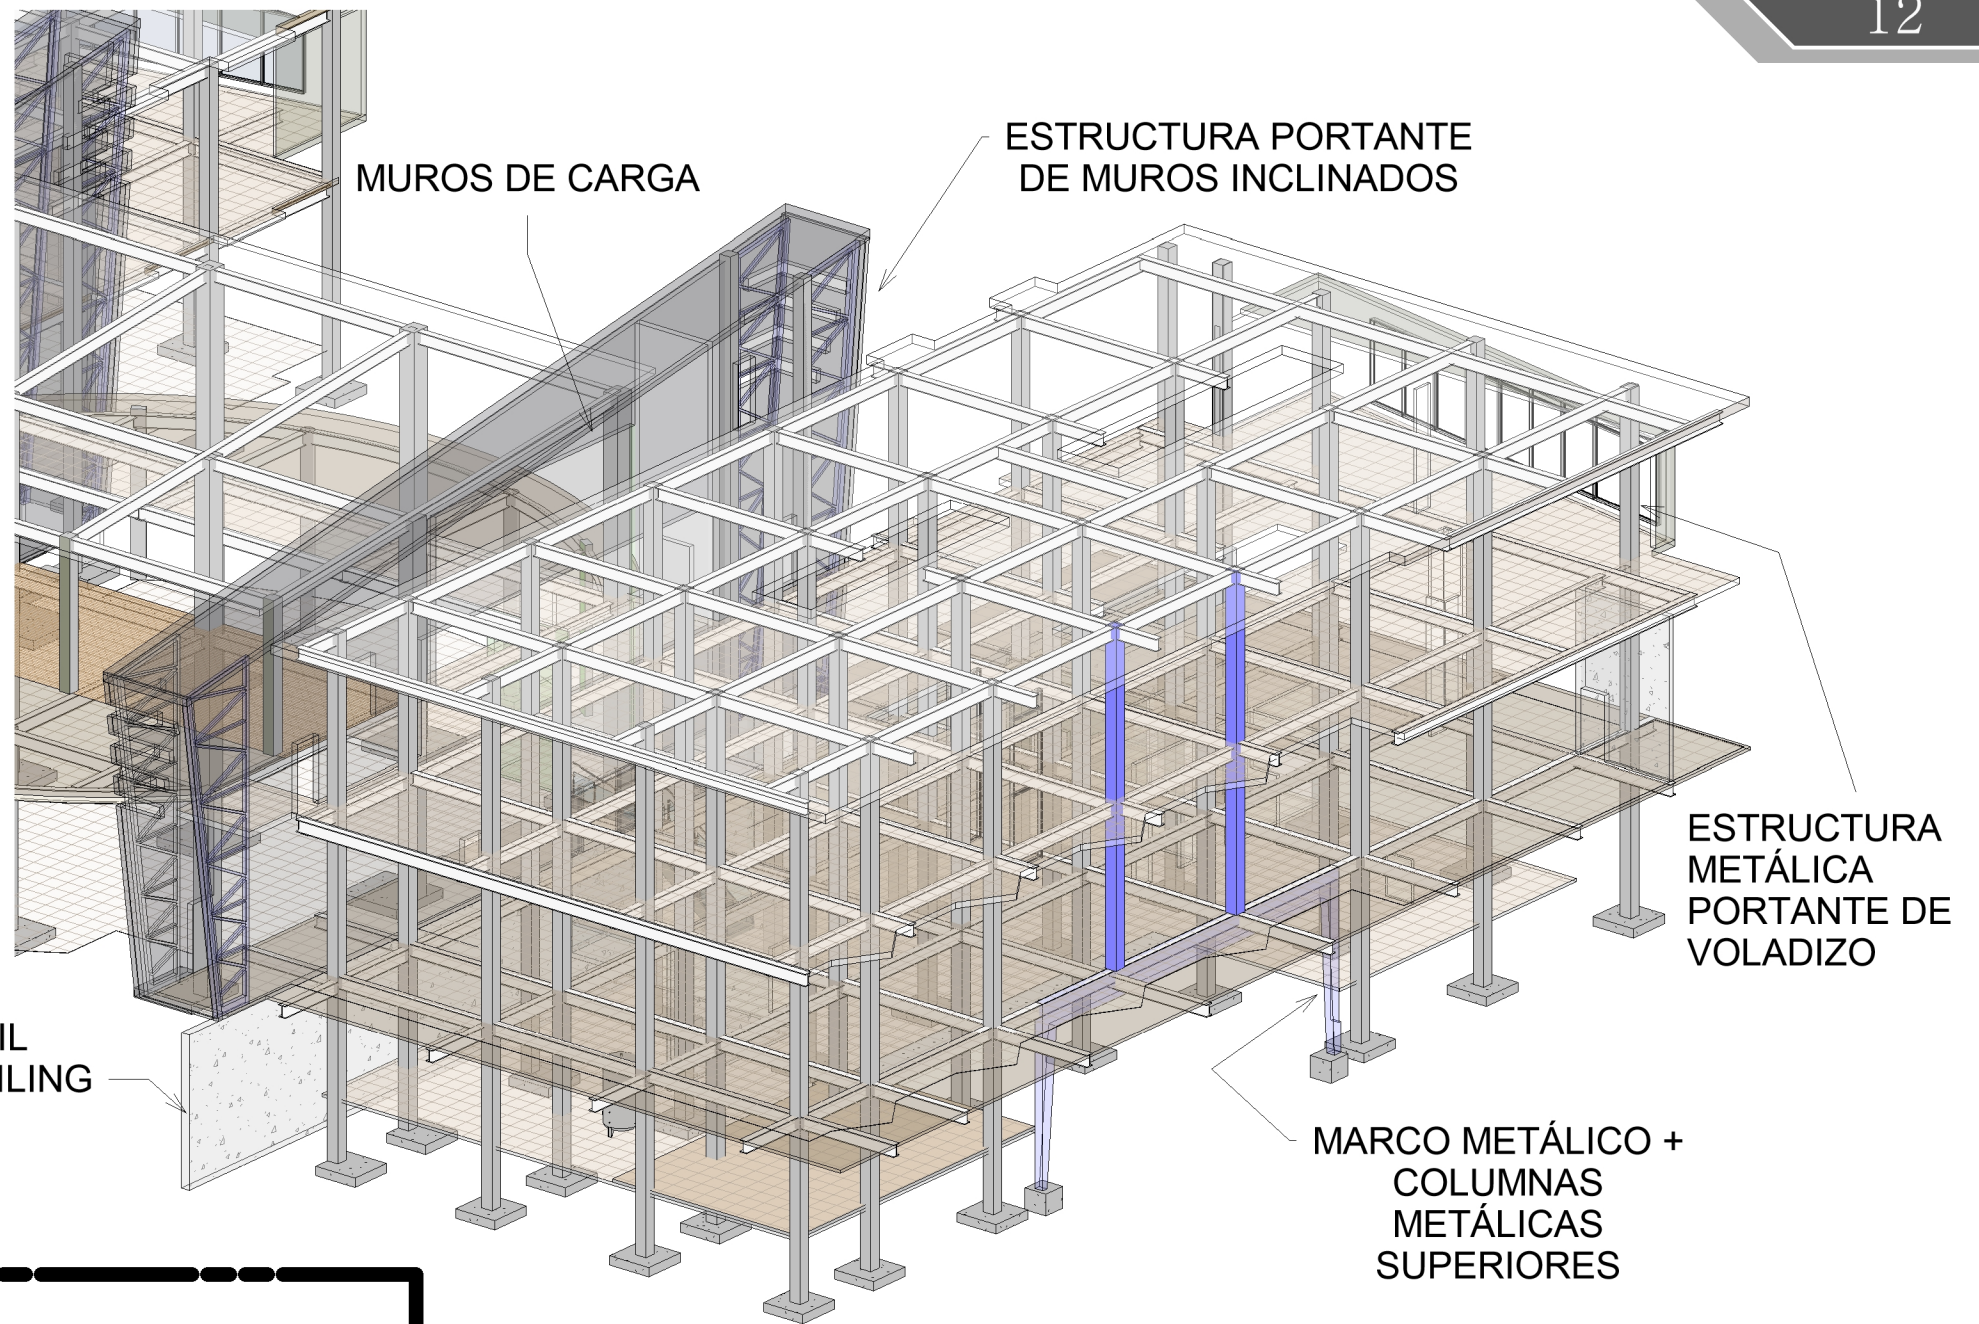 12
ESTRUCTURA PORTANTE
DE MUROS INCLINADOS
MUROS DE CARGA
ESTRUCTURA
METÁLICA
PORTANTE DE
VOLADIZO
IL
ILING
MARCO METÁLICO +
COLUMNAS
METÁLICAS
SUPERIORES